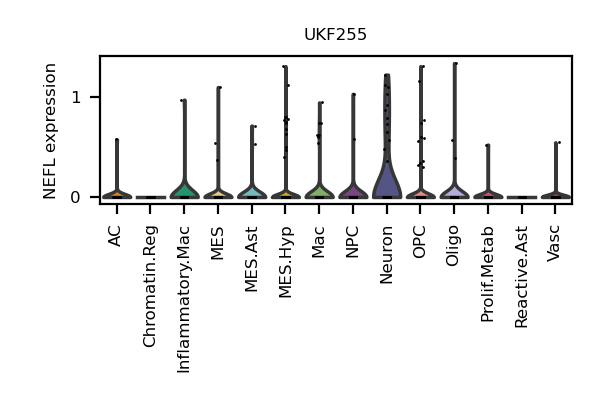 UKF255
NEFL expression
1
0
AC
Chromatin.Reg
Inflammatory.Mac
MES
MES.Ast
MES.Hyp
Mac
NPC
Neuron
OPC
Oligo
Prolif.Metab
Reactive.Ast
Vasc